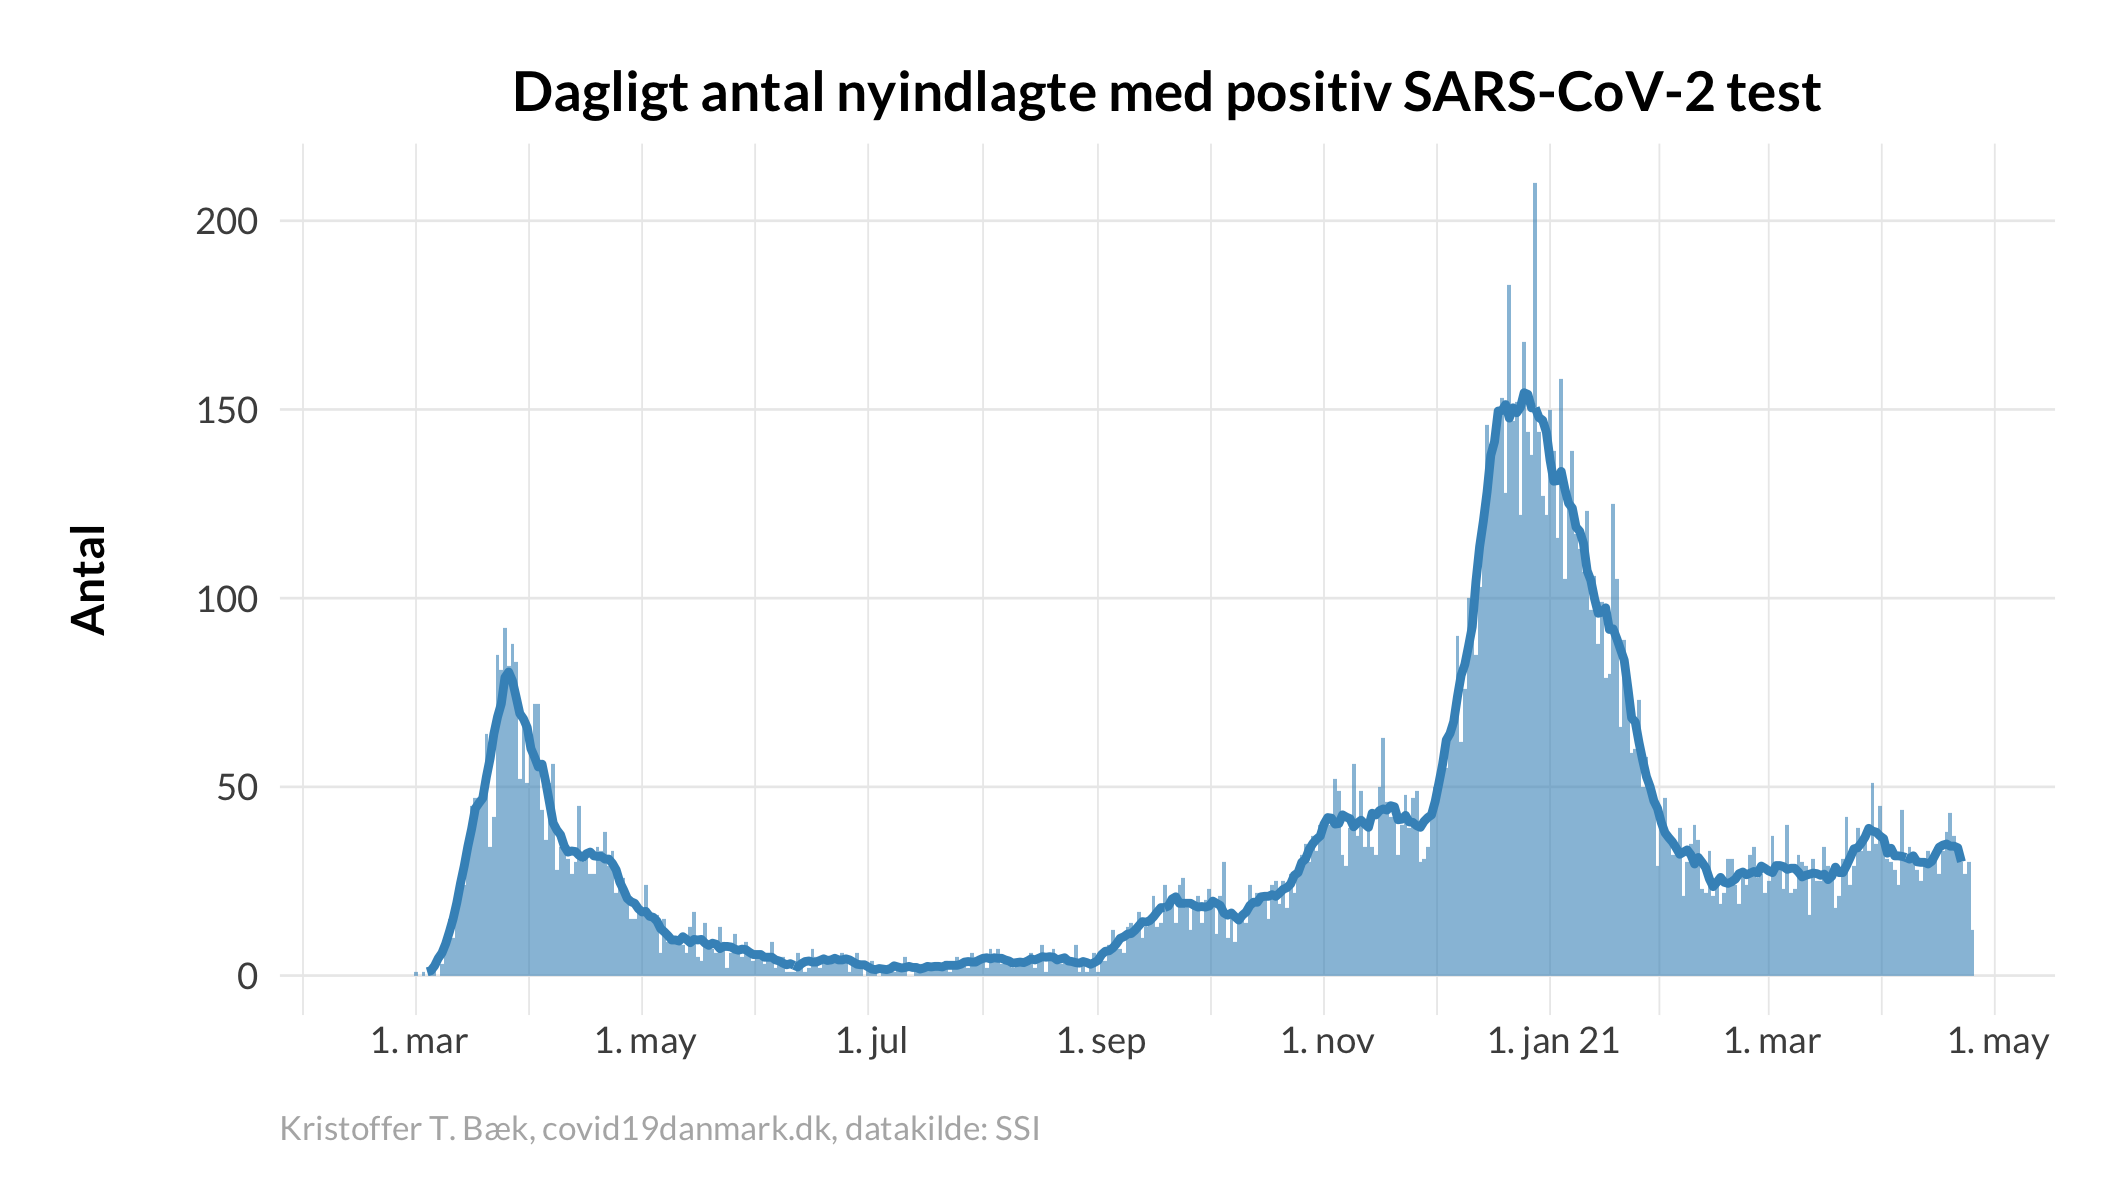 Dagligt antal nyindlagte med positiv SARS-CoV-2 test
Antal
200
150
100
50
0
1. mar 1. may 1. jul 1. sep 1. nov 1. jan 21 1. mar 1. may
Kristoffer T. Bæk, covid19danmark.dk, datakilde: SSI